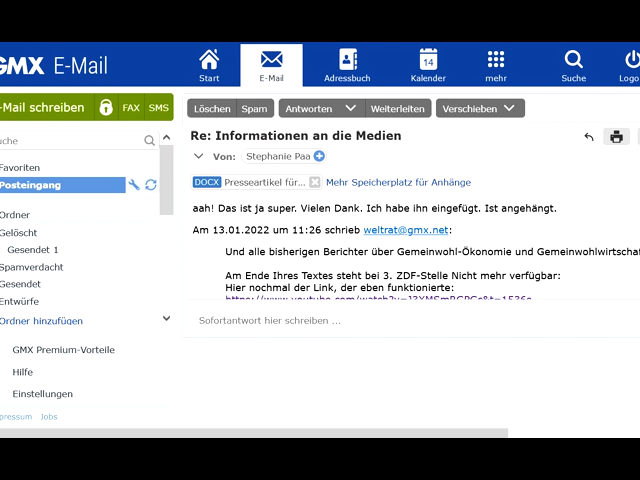 GMX E-Mail
Start
E-Mail
Adressbuch
14
Kalender
mehr
Suche
Logo
-Mail schreiben
FAX
SMS
Löschen
Spam
Antworten
Weiterleiten
Verschieben
uche
Re: Informationen an die Medien
Von: Stephanie Paa
Favoriten
Posteingang
DOCX Presseartikel für... Mehr Speicherplatz für Anhänge
Ordner
Gelöscht
Gesendet 1
Spamverdacht
Gesendet
Entwürfe
Ordner hinzufügen
aah! Das ist ja super. Vielen Dank. Ich habe ihn eingefügt. Ist angehängt.
Am 13.01.2022 um 11:26 schrieb weltrat@gmx.net:
Und alle bisherigen Berichter über Gemeinwohl-Ökonomie und Gemeinwohlwirtscha
Am Ende Ihres Textes steht bei 3. ZDF-Stelle Nicht mehr verfügbar:
Hier nochmal der Link, der eben funktionierte:
Sofortantwort hier schreiben ...
GMX Premium-Vorteile
Hilfe
Einstellungen
pressum Jobs